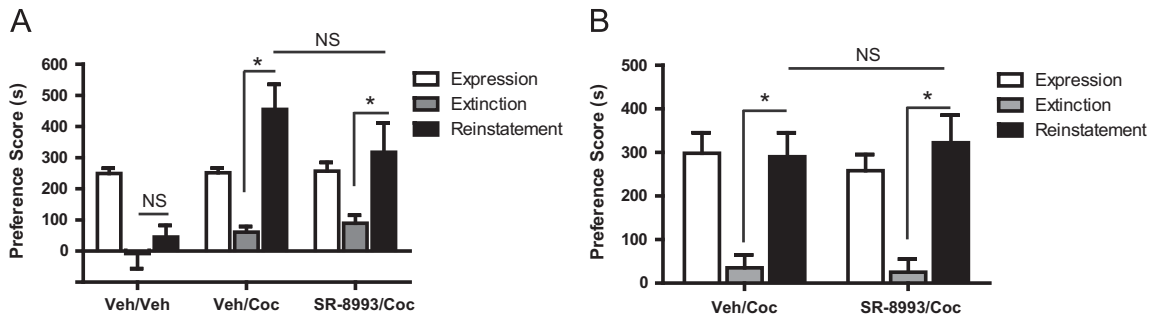 A
NS
*
*
NS
Preference Score (s)
600
500
400
300
200
100
0
Veh/Veh
Veh/Coc
SR-8993/Coc
Expression
Extinction
Reinstatement
B
NS
*
*
Preference Score (s)
500
400
300
200
100
0
Veh/Coc
SR-8993/Coc
Expression
Extinction
Reinstatement